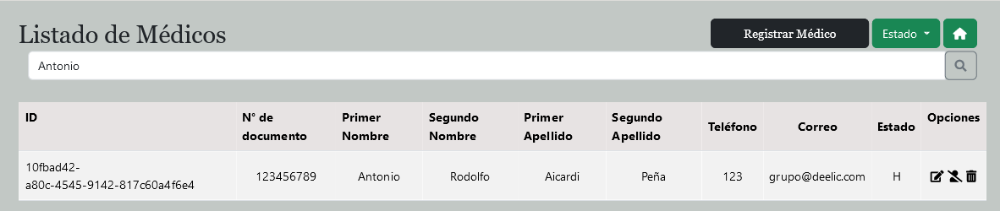 Listado de Médicos
Registrar Médico
Estado
Antonio
ID
N° de documento
Primer Nombre
Segundo Nombre
Primer Apellido
Segundo Apellido
Teléfono
Correo
Estado
Opciones
10fbad42-
a80c-4545-9142-817c60a4f6e4
123456789
Antonio
Rodolfo
Aicardi
Peña
123
grupo@deelic.com
H